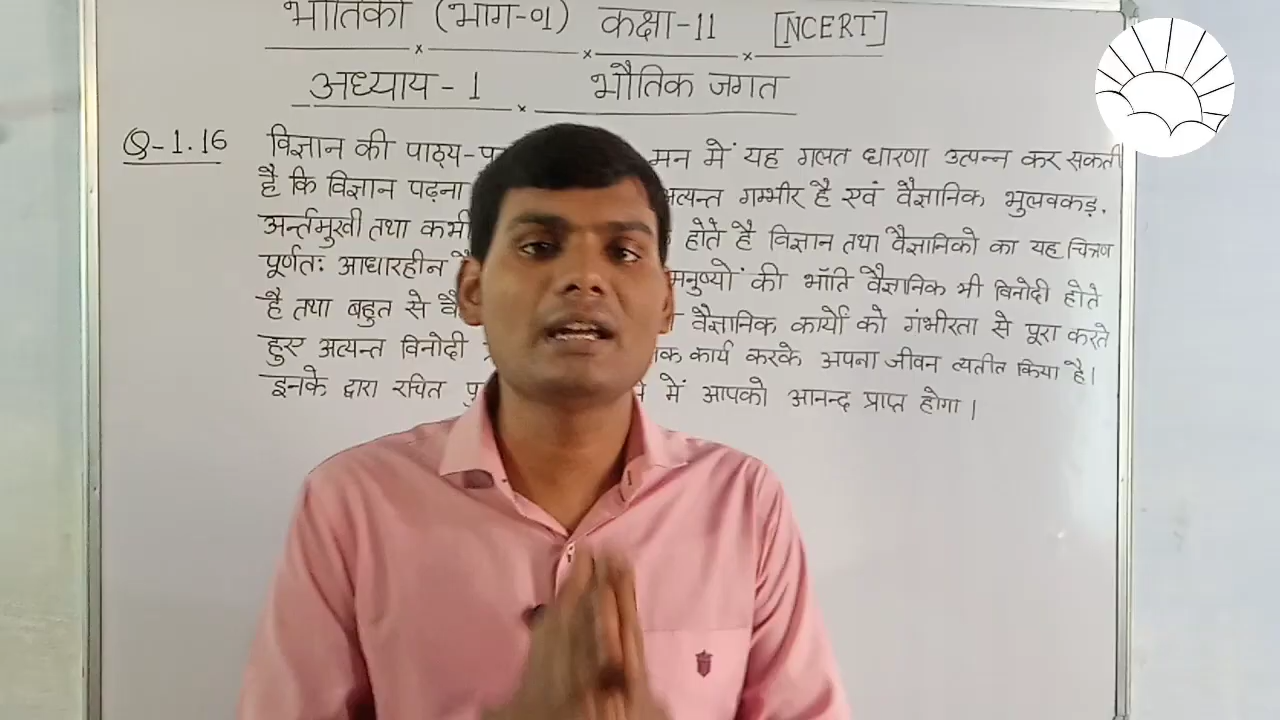 भौतिकी (भाग-01) कक्षा-11 [NCERT]
अध्याय - 1 भौतिक जगत
Q-1.16 विज्ञान की पाठ्य- मन में यह गलत धारणा उत्पन्न कर सकती
है कि विज्ञान पढ़ना अत्यन्त गम्भीर है एवं वैज्ञानिक भुलक्कड़,
अर्न्तमुखी तथा कभी होते है विज्ञान तथा वैज्ञानिको का यह चित्रण
पूर्णतः आधारहीन मनुष्यों की भाँति वैज्ञानिक भी विनोदी होते
है तथा बहुत से वैज्ञानिक कार्यो को गंभीरता से पूरा करते
हुए अत्यन्त विनोदी कार्य करके अपना जीवन व्यतीत किया है।
इनके द्वारा रचित में आपको आनन्द प्राप्त होगा।